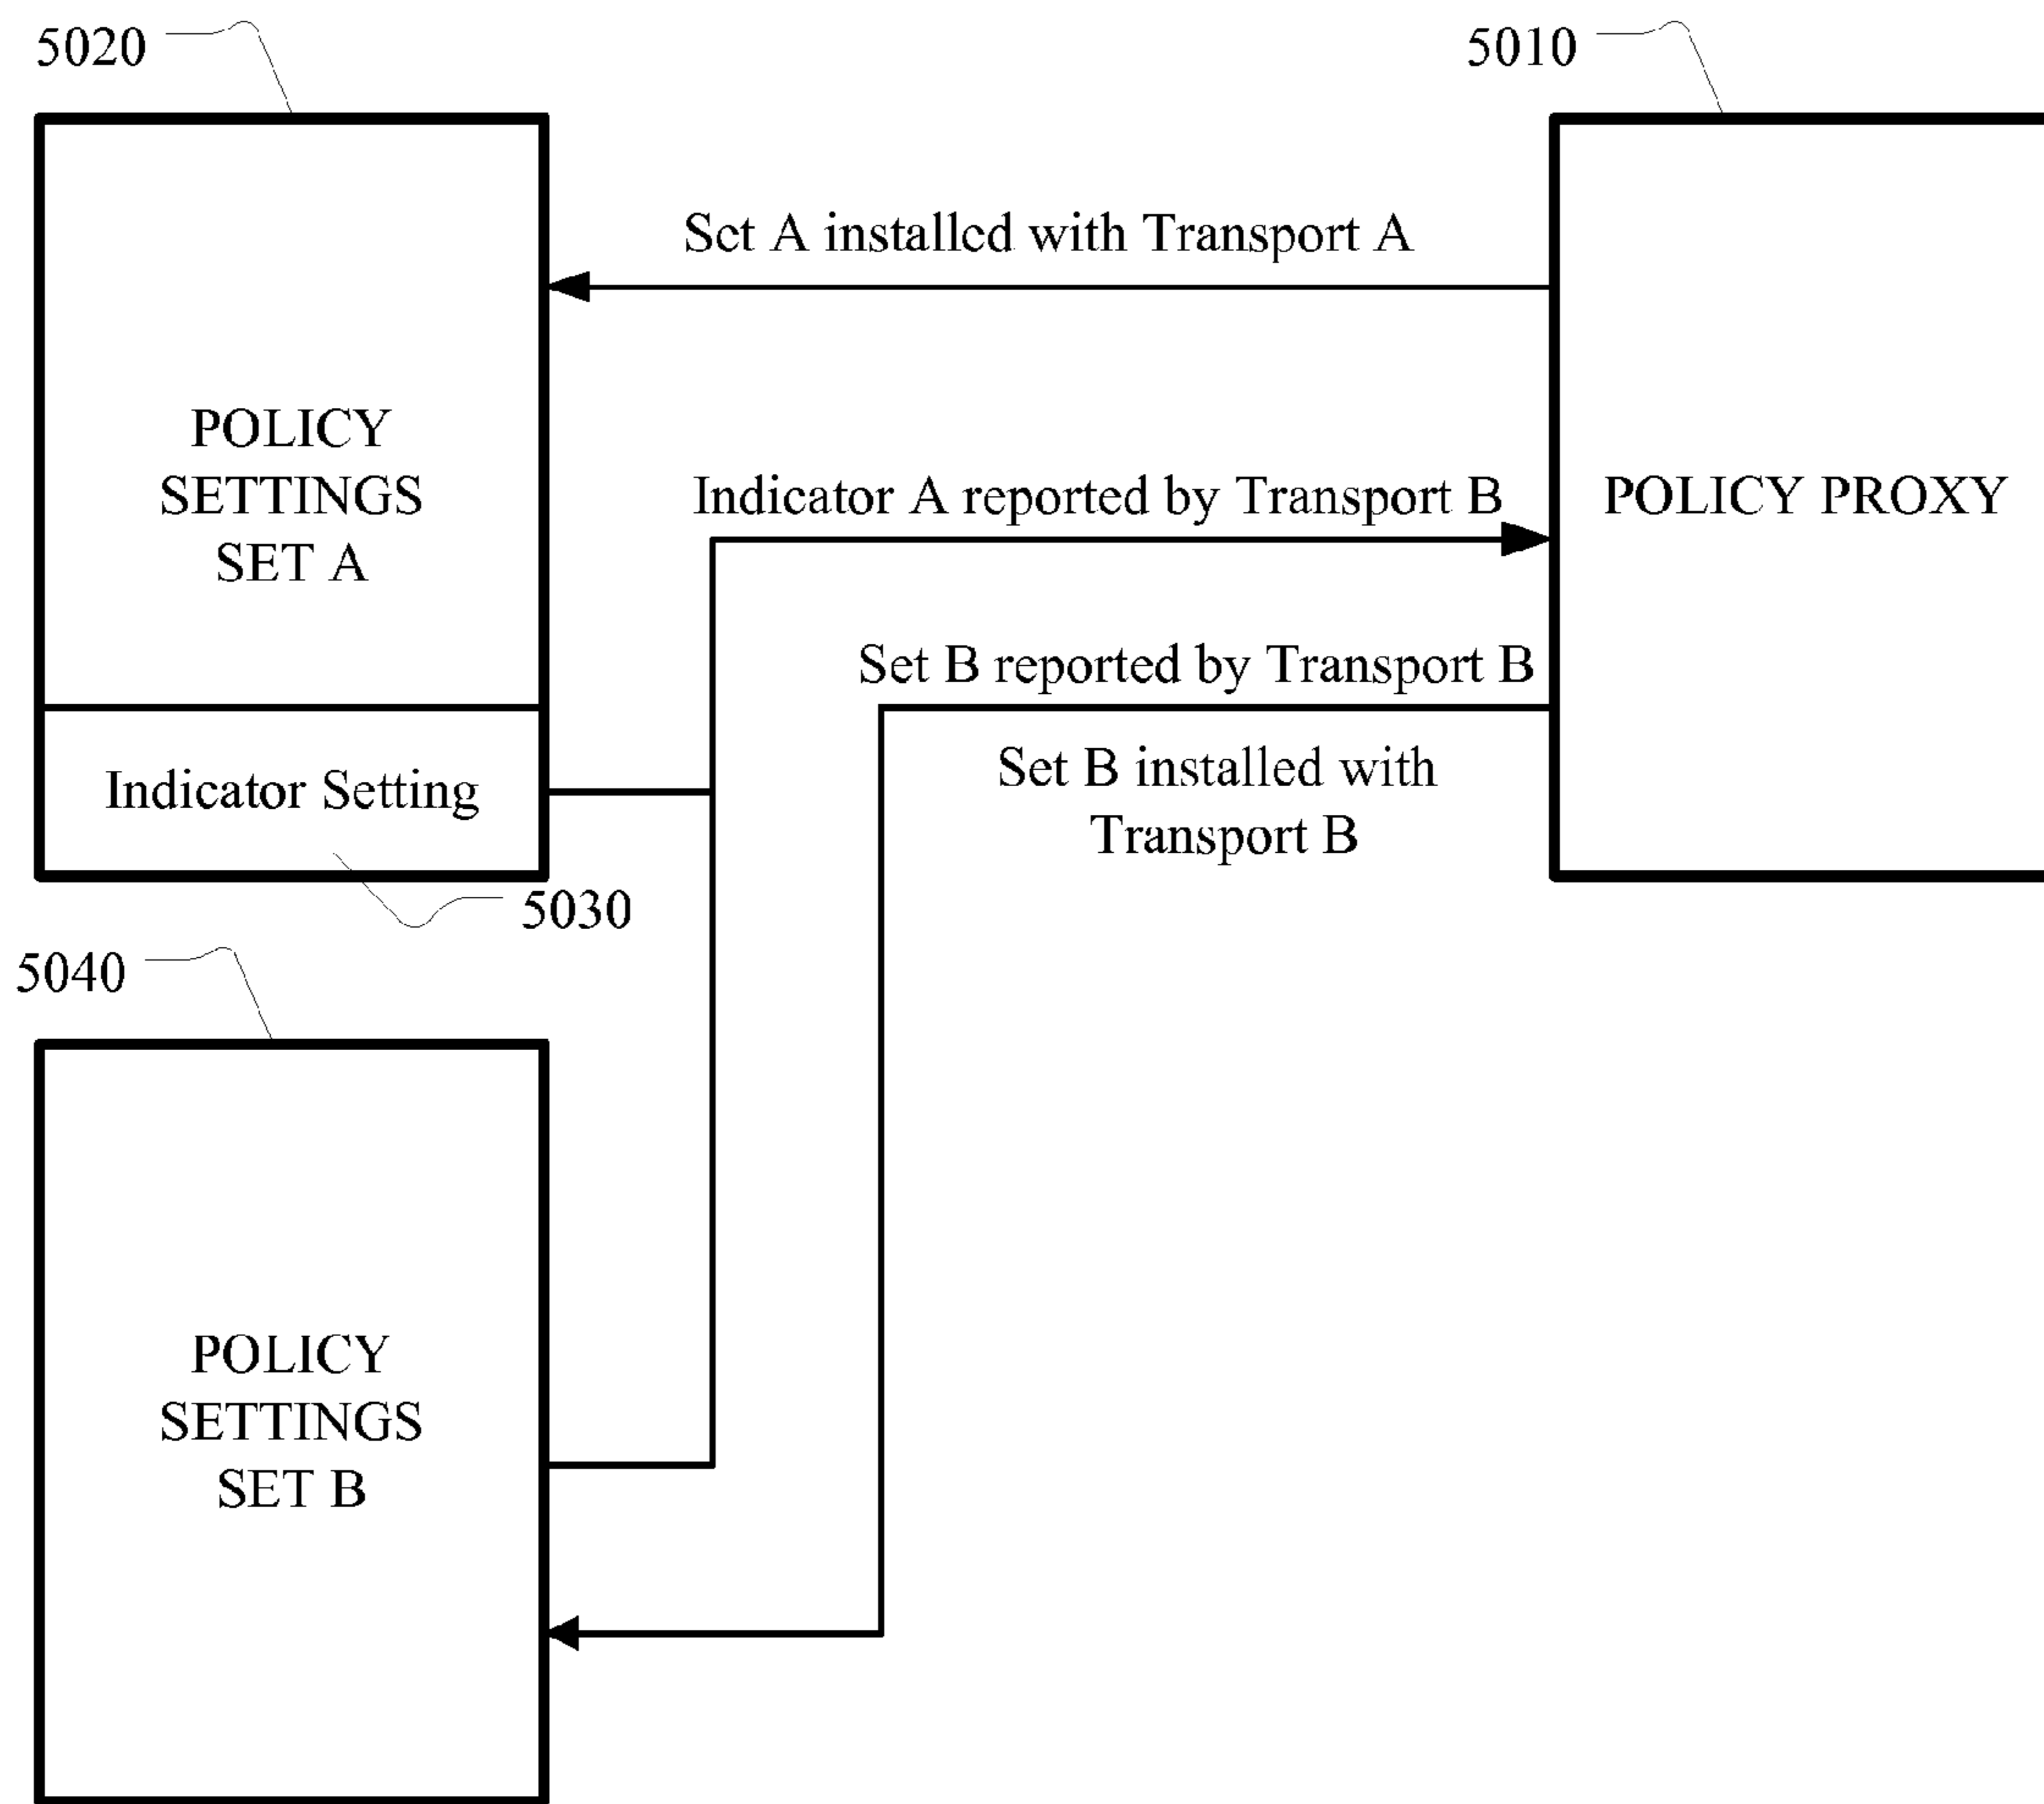 5020
5010
Set A installed with Transport A
POLICY
SETTINGS
SET A
Indicator A reported by Transport B
POLICY PROXY
Set B reported by Transport B
Indicator Setting
Set B installed with
Transport B
5030
5040
POLICY
SETTINGS
SET B